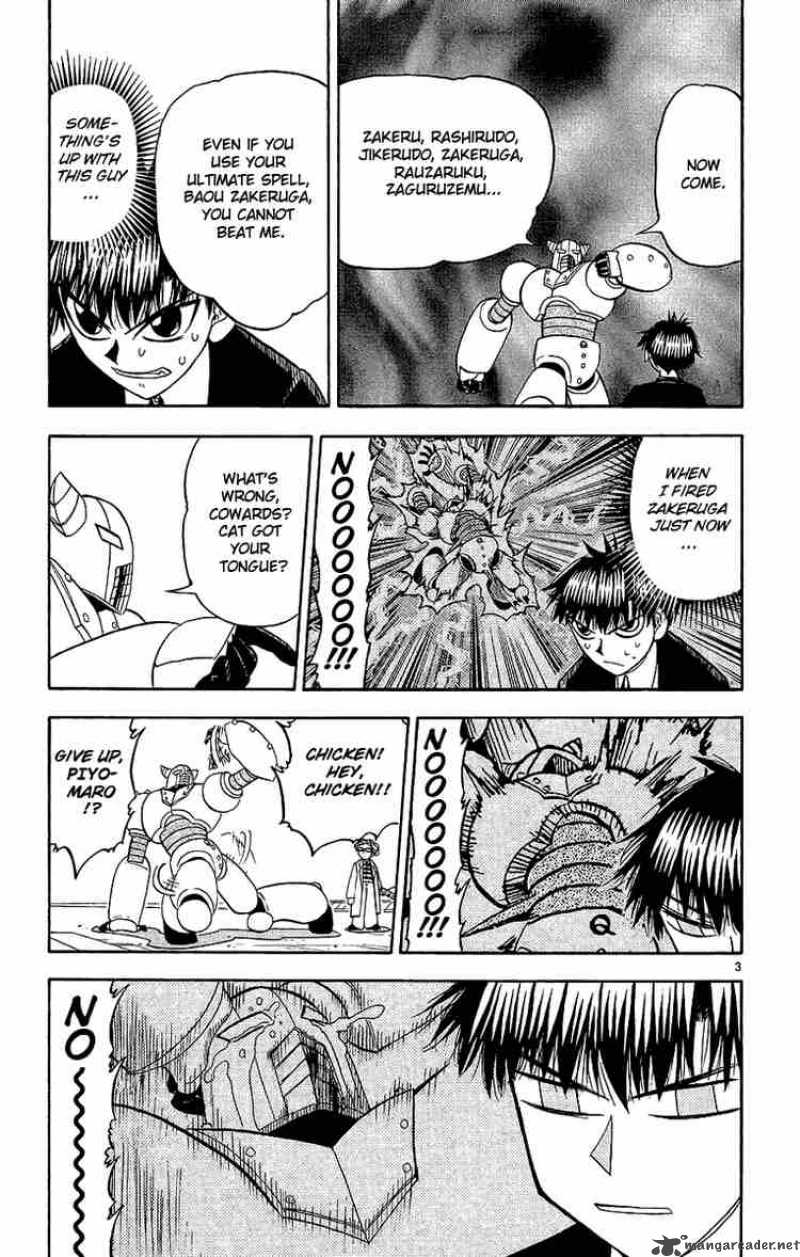 NOW
COME.
ZAKERU, RASHIRUDO,
JIKERUDO, ZAKERUGA,
RAUZARUKU,
ZAGURUZEMU...
EVEN IF YOU
USE YOUR
ULTIMATE SPELL,
BAOU ZAKERUGA,
YOU CANNOT
BEAT ME.
SOME-
THING'S
UP WITH
THIS GUY
...
WHEN
I FIRED
ZAKERUGA
JUST NOW
...
NOOOOOOO!!!
WHAT'S
WRONG,
COWARDS?
CAT GOT
YOUR
TONGUE?
NOOOOOOO!!!
Q
CHICKEN!
HEY,
CHICKEN!!
GIVE UP,
PIYO-
MARO
!?
3
NO~~~~
mangareader.net